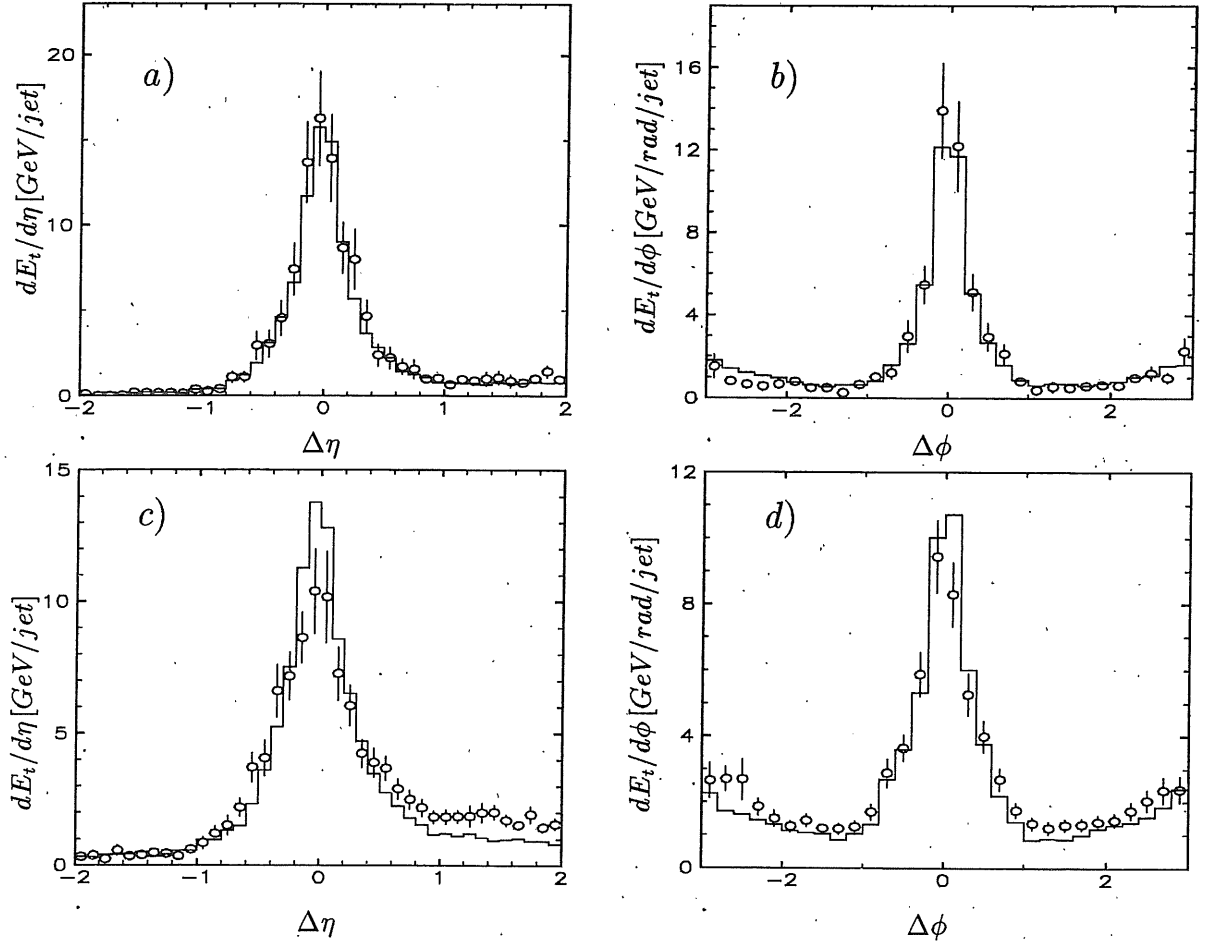 a)
dE_t/dη [GeV/jet]
20
10
0
−2
−1
0
1
2
Δη
b)
dE_t/dϕ [GeV/rad/jet]
16
12
8
4
0
−2
0
2
Δϕ
c)
dE_t/dη [GeV/jet]
15
10
5
0
−2
−1
0
1
2
Δη
d)
dE_t/dϕ [GeV/rad/jet]
12
8
4
0
−2
0
2
Δϕ